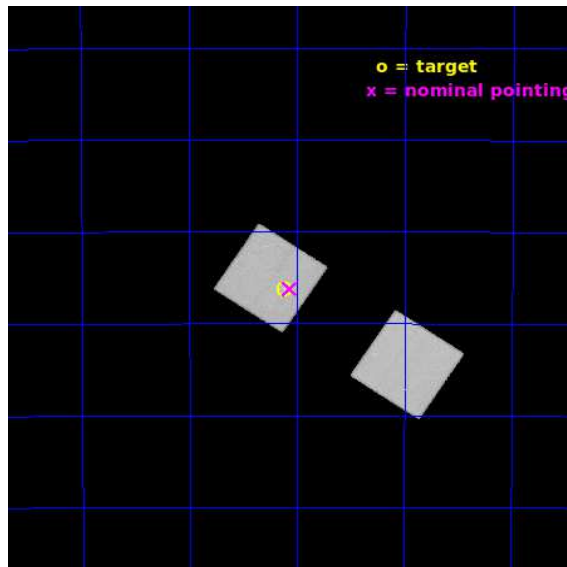 o = target
x = nominal pointing